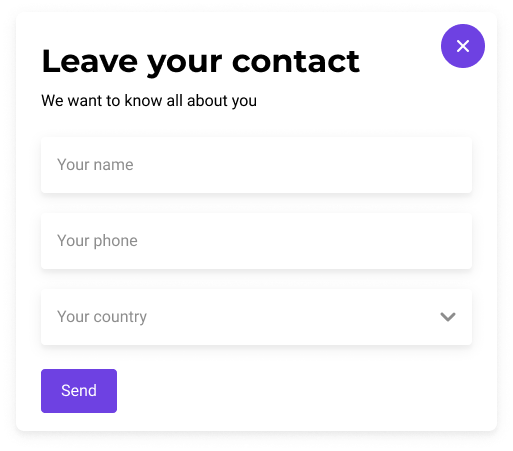 Leave your contact
We want to know all about you
Your name
Your phone
Your country
Send